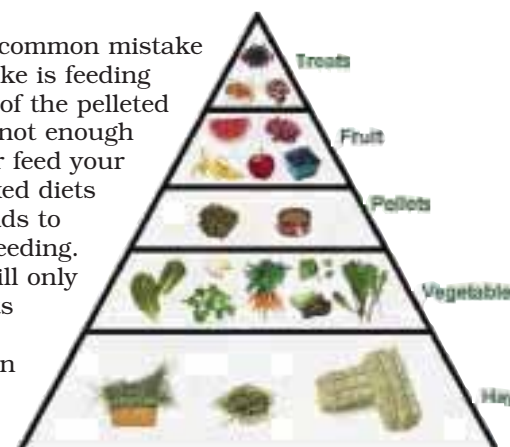 common mistake
ke is feeding
of the pelleted
not enough
r feed your
ed diets
ds to
eeding.
ill only
s
n
Treats
Fruit
Pellets
Vegetable
Hay